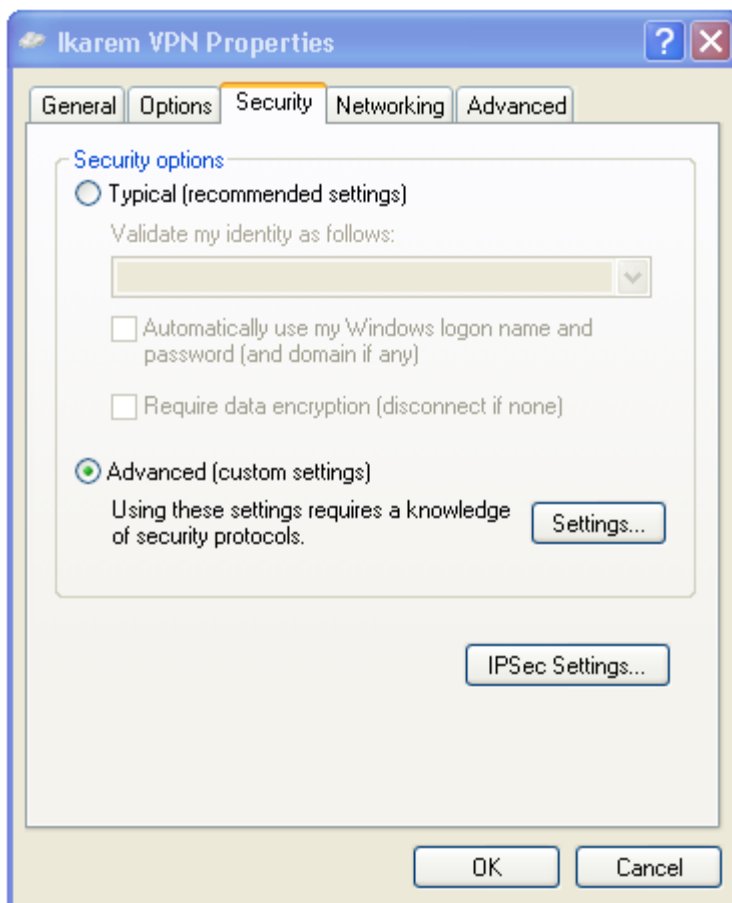 Ikarem VPN Properties
General Options Security Networking Advanced
Security options
Typical (recommended settings)
Validate my identity as follows:
Automatically use my Windows logon name and
password (and domain if any)
Require data encryption (disconnect if none)
Advanced (custom settings)
Using these settings requires a knowledge
of security protocols.
Settings...
IPSec Settings...
OK Cancel